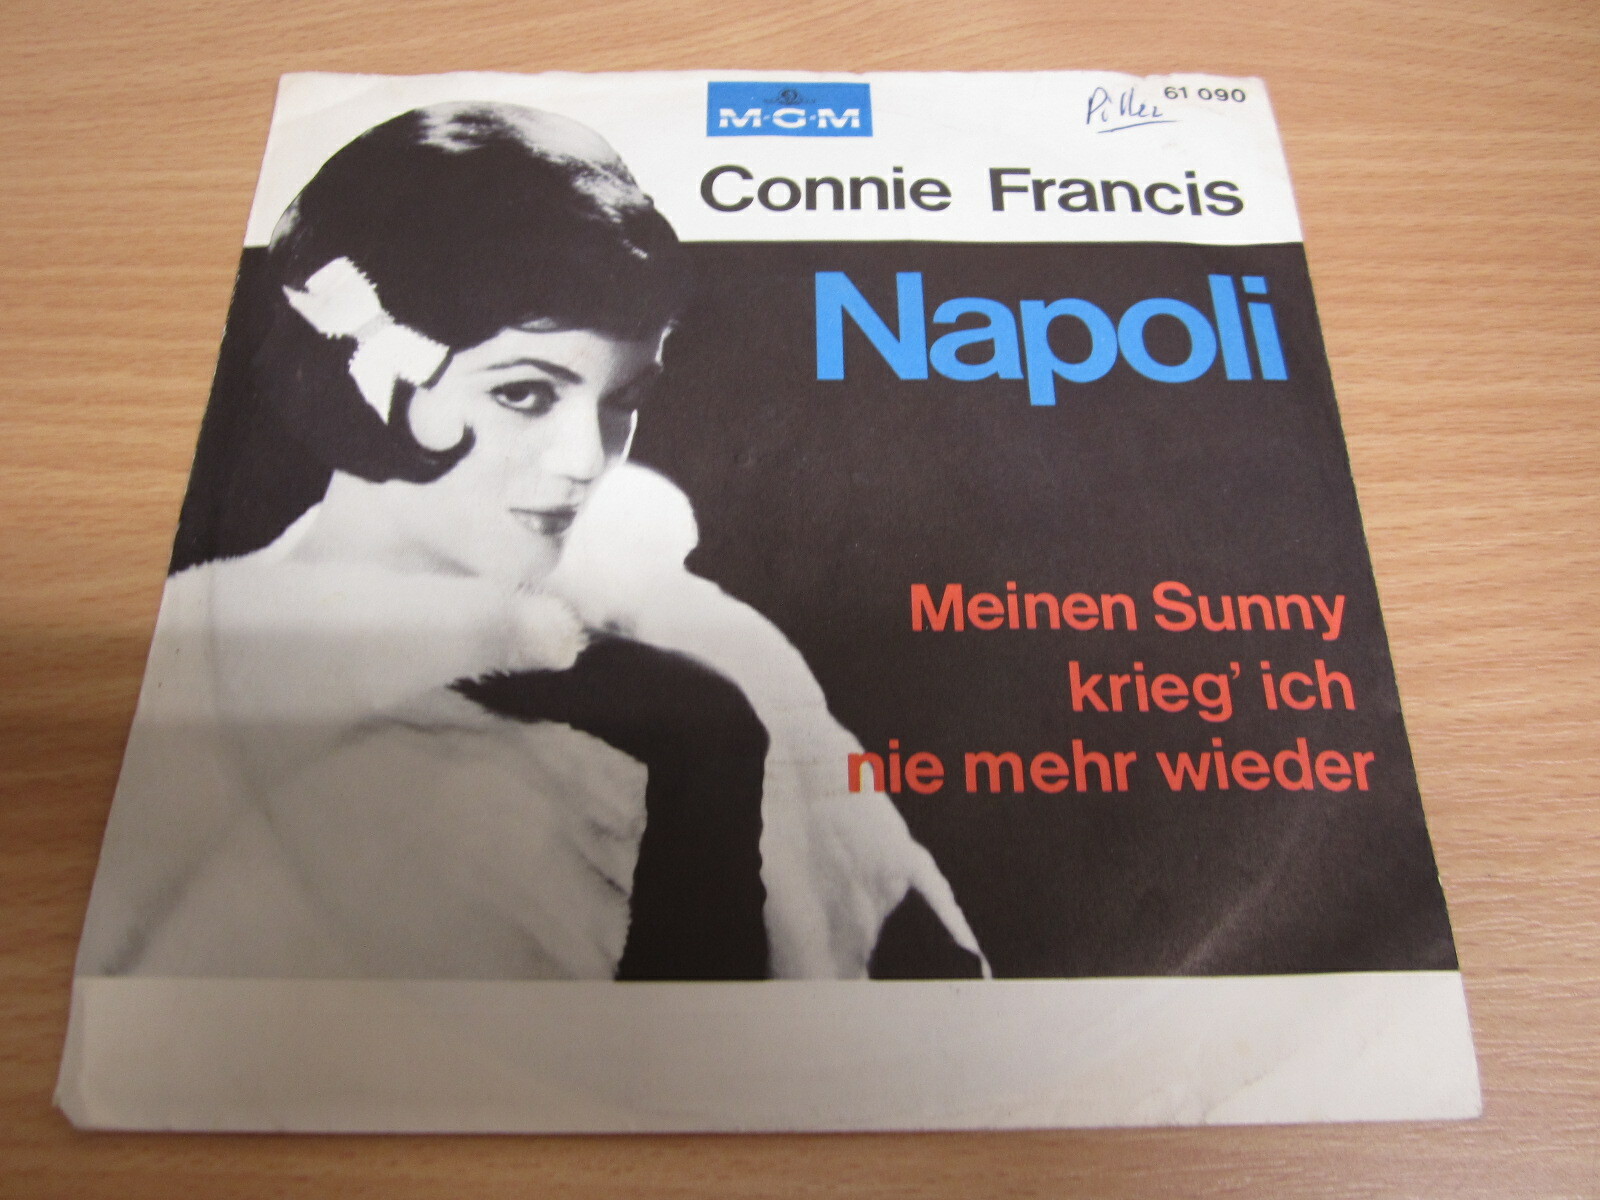 M-G-M
Piller
61 090
Connie Francis
Napoli
Meinen Sunny
krieg' ich
nie mehr wieder